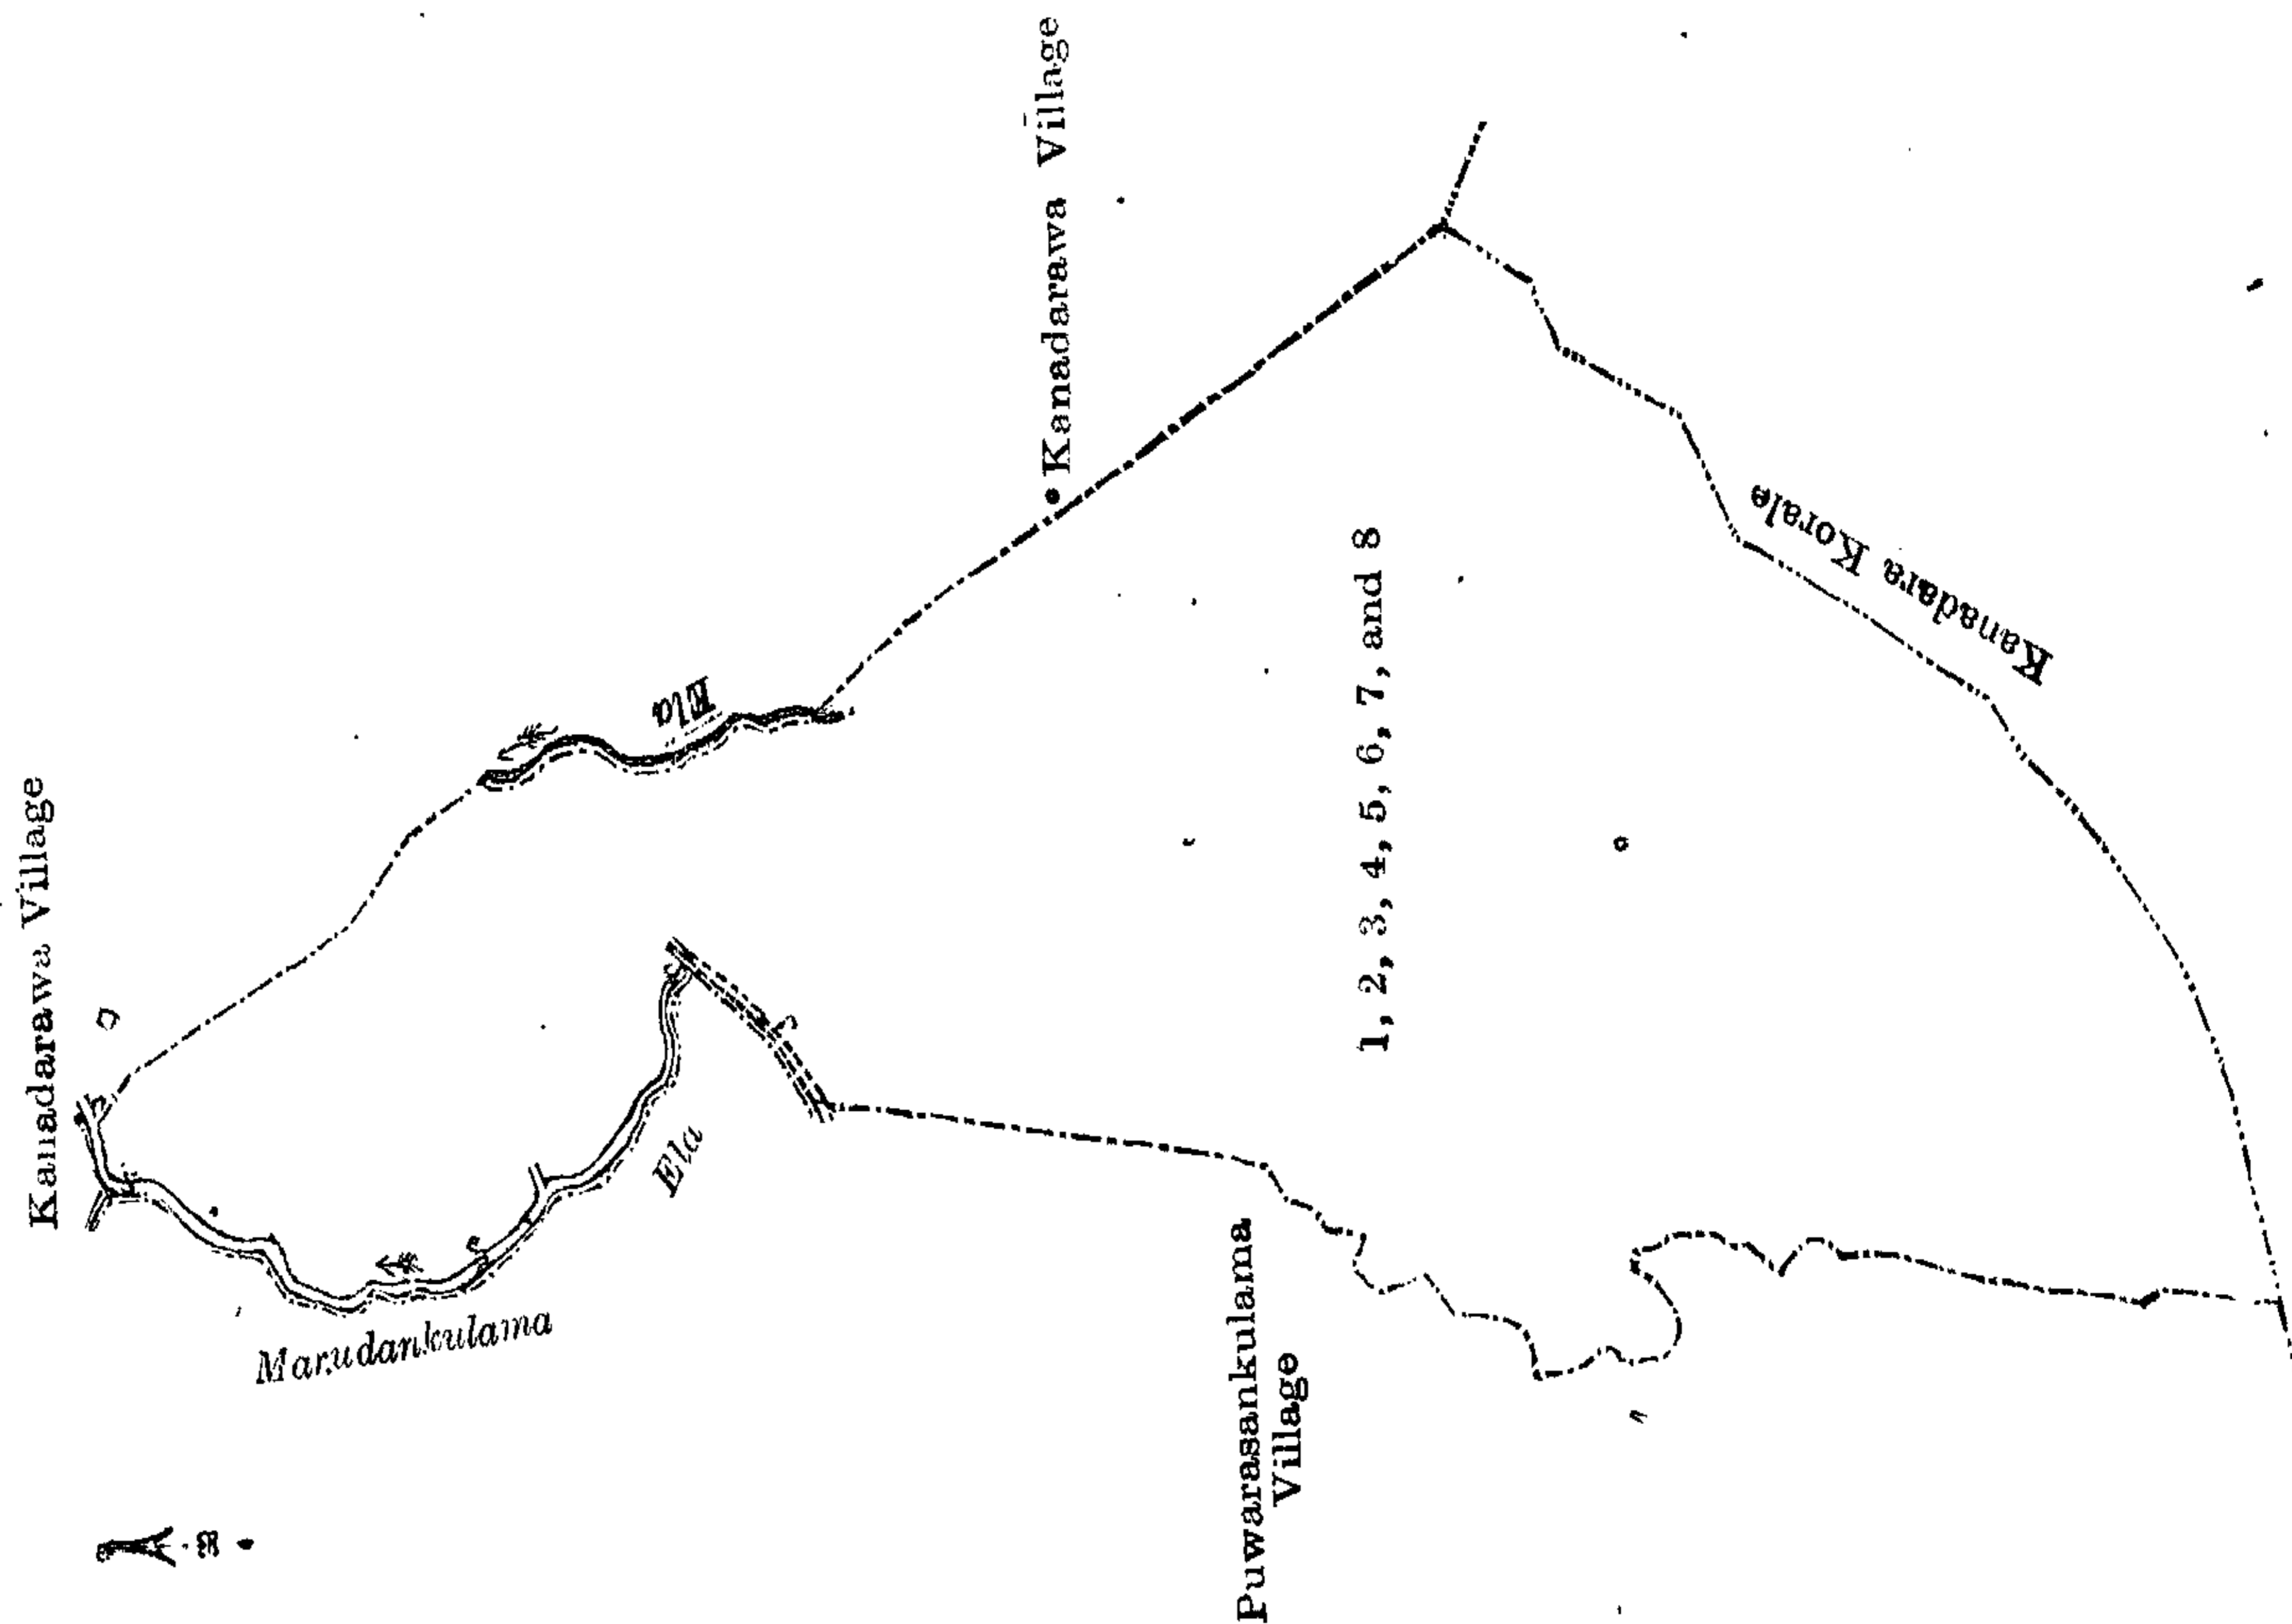 Kanadarawa Village
Marudankulama
Ela
Ela
Kanadarawa Village
Puwarasankulama
Village
1, 2, 3, 4, 5, 6, 7, and 8
Kanadara Korale